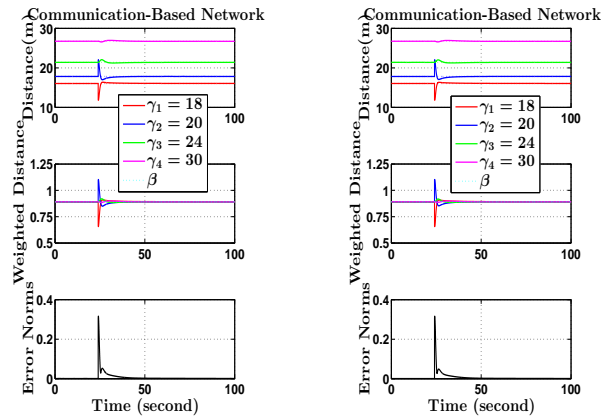 Communication-Based Network
Distance(m)
30
20
10
0 50 100
γ₁ = 18
γ₂ = 20
γ₃ = 24
γ₄ = 30
β
Weighted Distance
1.25
1
0.75
0.5
0 50 100
Error Norms
0.4
0.2
0
0 50 100
Time (second)
Communication-Based Network
Distance(m)
30
20
10
0 50 100
γ₁ = 18
γ₂ = 20
γ₃ = 24
γ₄ = 30
β
Weighted Distance
1.25
1
0.75
0.5
0 50 100
Error Norms
0.4
0.2
0
0 50 100
Time (second)